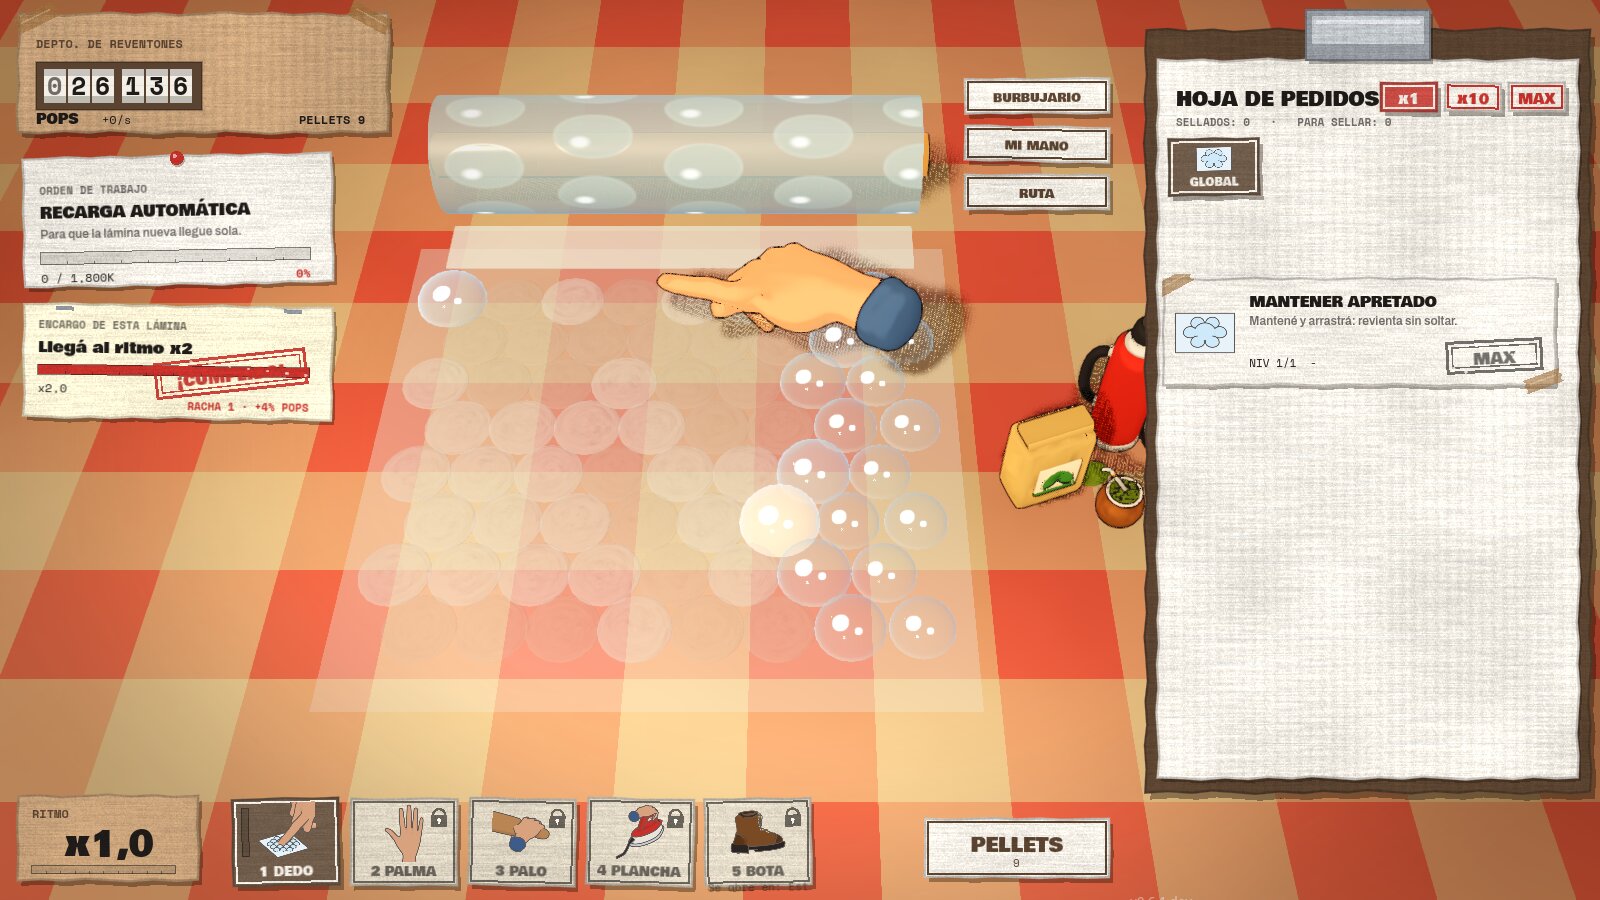 DEPTO. DE REVENTONES
026136
POPS +0/s PELLETS 9
ORDEN DE TRABAJO
RECARGA AUTOMÁTICA
Para que la lámina nueva llegue sola.
0 / 1.800K 0%
ENCARGO DE ESTA LÁMINA
Llegá al ritmo x2
x2.0
RACHA 1 · +4% POPS
BURBUJARIO
MI MANO
RUTA
HOJA DE PEDIDOS x1 x10 MAX
SELLADOS: 0 · PARA SELLAR: 0
GLOBAL
MANTENER APRETADO
Mantené y arrastrá: revienta sin soltar.
NIV 1/1 -
MAX
RITMO
x1,0
1 DEDO
2 PALMA
3 PALO
4 PLANCHA
5 BOTA
Se abre en: Est
PELLETS
9